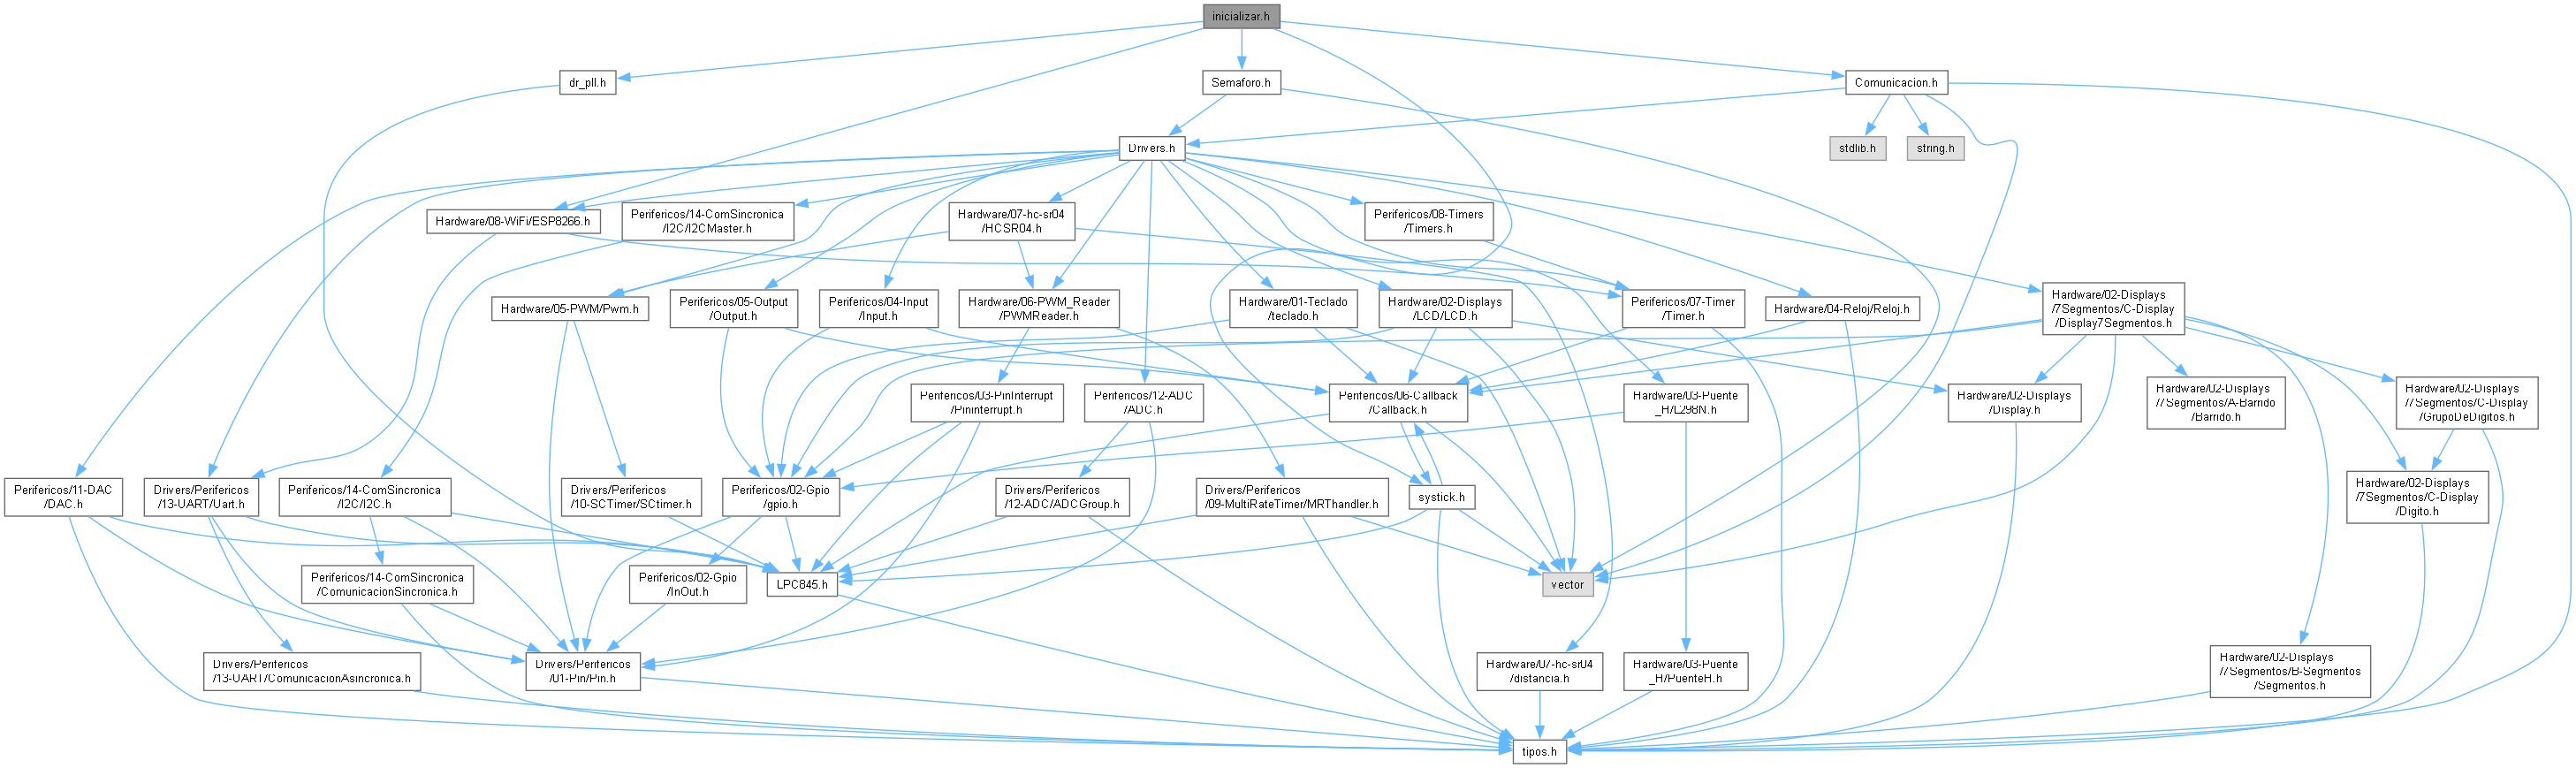 inicializar.h
dr_pll.h
Semaforo.h
Comunicacion.h
Drivers.h
stdlib.h
string.h
Hardware/08-WiFi/ESP8266.h
Perifericos/14-ComSincronica
/I2C/I2CMaster.h
Hardware/07-hc-sr04
/HCSR04.h
Perifericos/08-Timers
/Timers.h
Hardware/05-PWM/Pwm.h
Perifericos/05-Output
/Output.h
Perifericos/04-Input
/Input.h
Hardware/06-PWM_Reader
/PWMReader.h
Hardware/01-Teclado
/teclado.h
Hardware/02-Displays
/LCD/LCD.h
Perifericos/07-Timer
/Timer.h
Hardware/04-Reloj/Reloj.h
Hardware/02-Displays
/7Segmentos/C-Display
/Display7Segmentos.h
Perifericos/03-PinInterrupt
/PinInterrupt.h
Perifericos/12-ADC
/ADC.h
Perifericos/06-Callback
/Callback.h
Hardware/03-Puente
_H/L298N.h
Hardware/02-Displays
/Display.h
Hardware/02-Displays
/7Segmentos/A-Barrido
/Barrido.h
Hardware/02-Displays
/7Segmentos/C-Display
/GrupoDeDigitos.h
Perifericos/11-DAC
/DAC.h
Drivers/Perifericos
/13-UART/Uart.h
Perifericos/14-ComSincronica
/I2C/I2C.h
Drivers/Perifericos
/10-SCTimer/SCtimer.h
Perifericos/02-Gpio
/gpio.h
Drivers/Perifericos
/12-ADC/ADCGroup.h
Drivers/Perifericos
/09-MultiRateTimer/MRThandler.h
systick.h
Hardware/02-Displays
/7Segmentos/C-Display
/Digito.h
Perifericos/14-ComSincronica
/ComunicacionSincronica.h
Perifericos/02-Gpio
/InOut.h
LPC845.h
vector
Drivers/Perifericos
/13-UART/ComunicacionAsincronica.h
Drivers/Perifericos
/01-Pin/Pin.h
Hardware/07-hc-sr04
/distancia.h
Hardware/03-Puente
_H/PuenteH.h
Hardware/02-Displays
/7Segmentos/B-Segmentos
/Segmentos.h
tipos.h